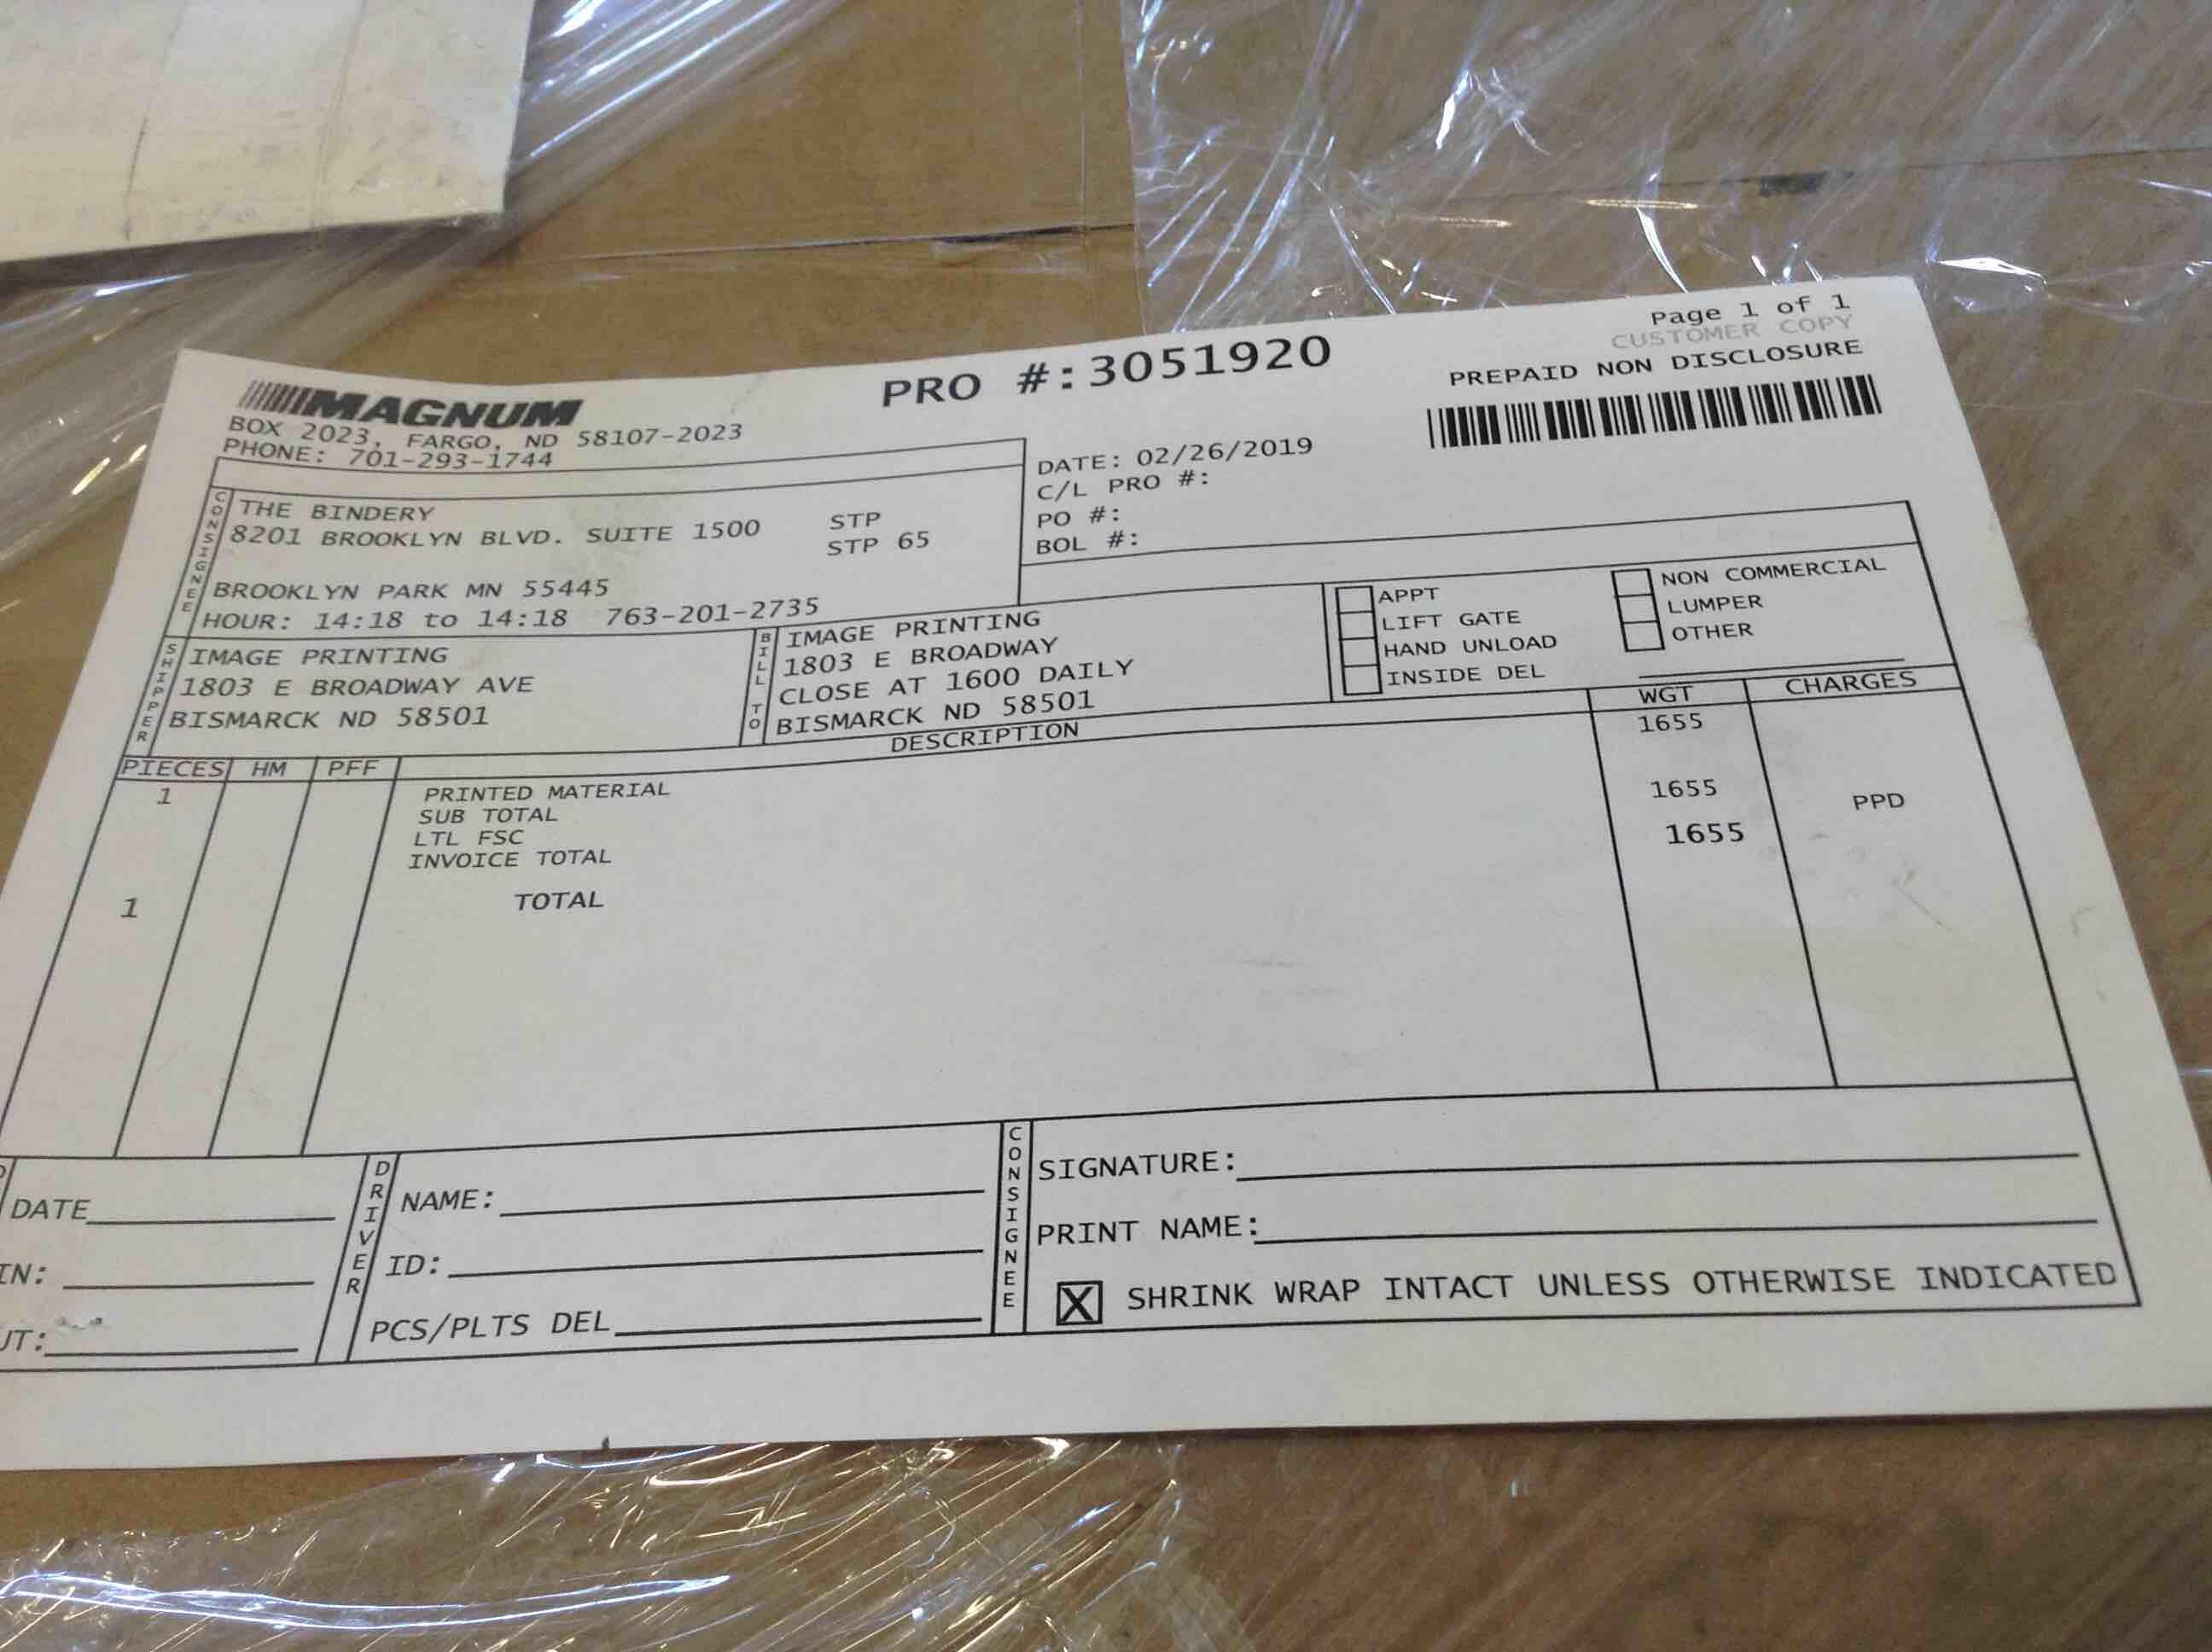 Page 1 of 1
CUSTOMER COPY
PREPAID NON DISCLOSURE
PRO #:3051920
MAGNUM
BOX 2023, FARGO, ND 58107-2023
PHONE: 701-293-1744
DATE: 02/26/2019
C/L PRO #:
PO #:
BOL #:
CONSIGNEE
THE BINDERY STP
8201 BROOKLYN BLVD. SUITE 1500 STP 65
BROOKLYN PARK MN 55445
HOUR: 14:18 to 14:18 763-201-2735
SHIPPER
IMAGE PRINTING
1803 E BROADWAY AVE
BISMARCK ND 58501
BILL TO
IMAGE PRINTING
1803 E BROADWAY
CLOSE AT 1600 DAILY
BISMARCK ND 58501
APPT NON COMMERCIAL
LIFT GATE LUMPER
HAND UNLOAD OTHER
INSIDE DEL
PIECES HM PFF DESCRIPTION WGT CHARGES
1 PRINTED MATERIAL 1655
SUB TOTAL 1655
LTL FSC
INVOICE TOTAL PPD
1 TOTAL 1655
DATE
IN:
UT:
DRIVER
NAME:
ID:
PCS/PLTS DEL
CONSIGNEE
SIGNATURE:
PRINT NAME:
X SHRINK WRAP INTACT UNLESS OTHERWISE INDICATED